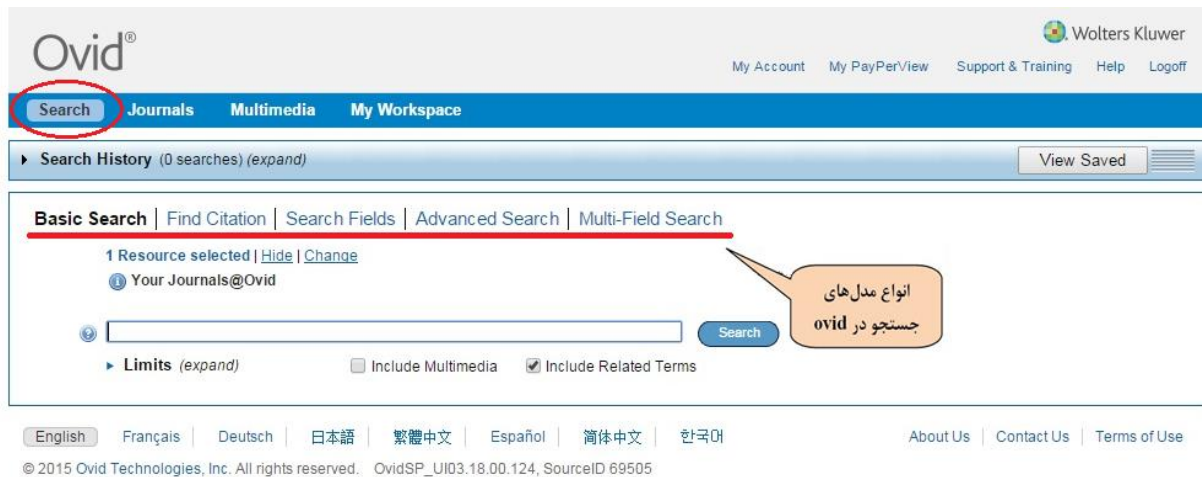 Ovid®
Wolters Kluwer
My Account My PayPerView Support & Training Help Logoff
Search Journals Multimedia My Workspace
Search History (0 searches) (expand) View Saved
Basic Search | Find Citation | Search Fields | Advanced Search | Multi-Field Search
1 Resource selected | Hide | Change
Your Journals@Ovid
انواع مدل‌های
جستجو در ovid
Search
Limits (expand) Include Multimedia Include Related Terms
English Français Deutsch 日本語 繁體中文 Español 简体中文 한국어 About Us Contact Us Terms of Use
© 2015 Ovid Technologies, Inc. All rights reserved. OvidSP_UI03.18.00.124, SourceID 69505